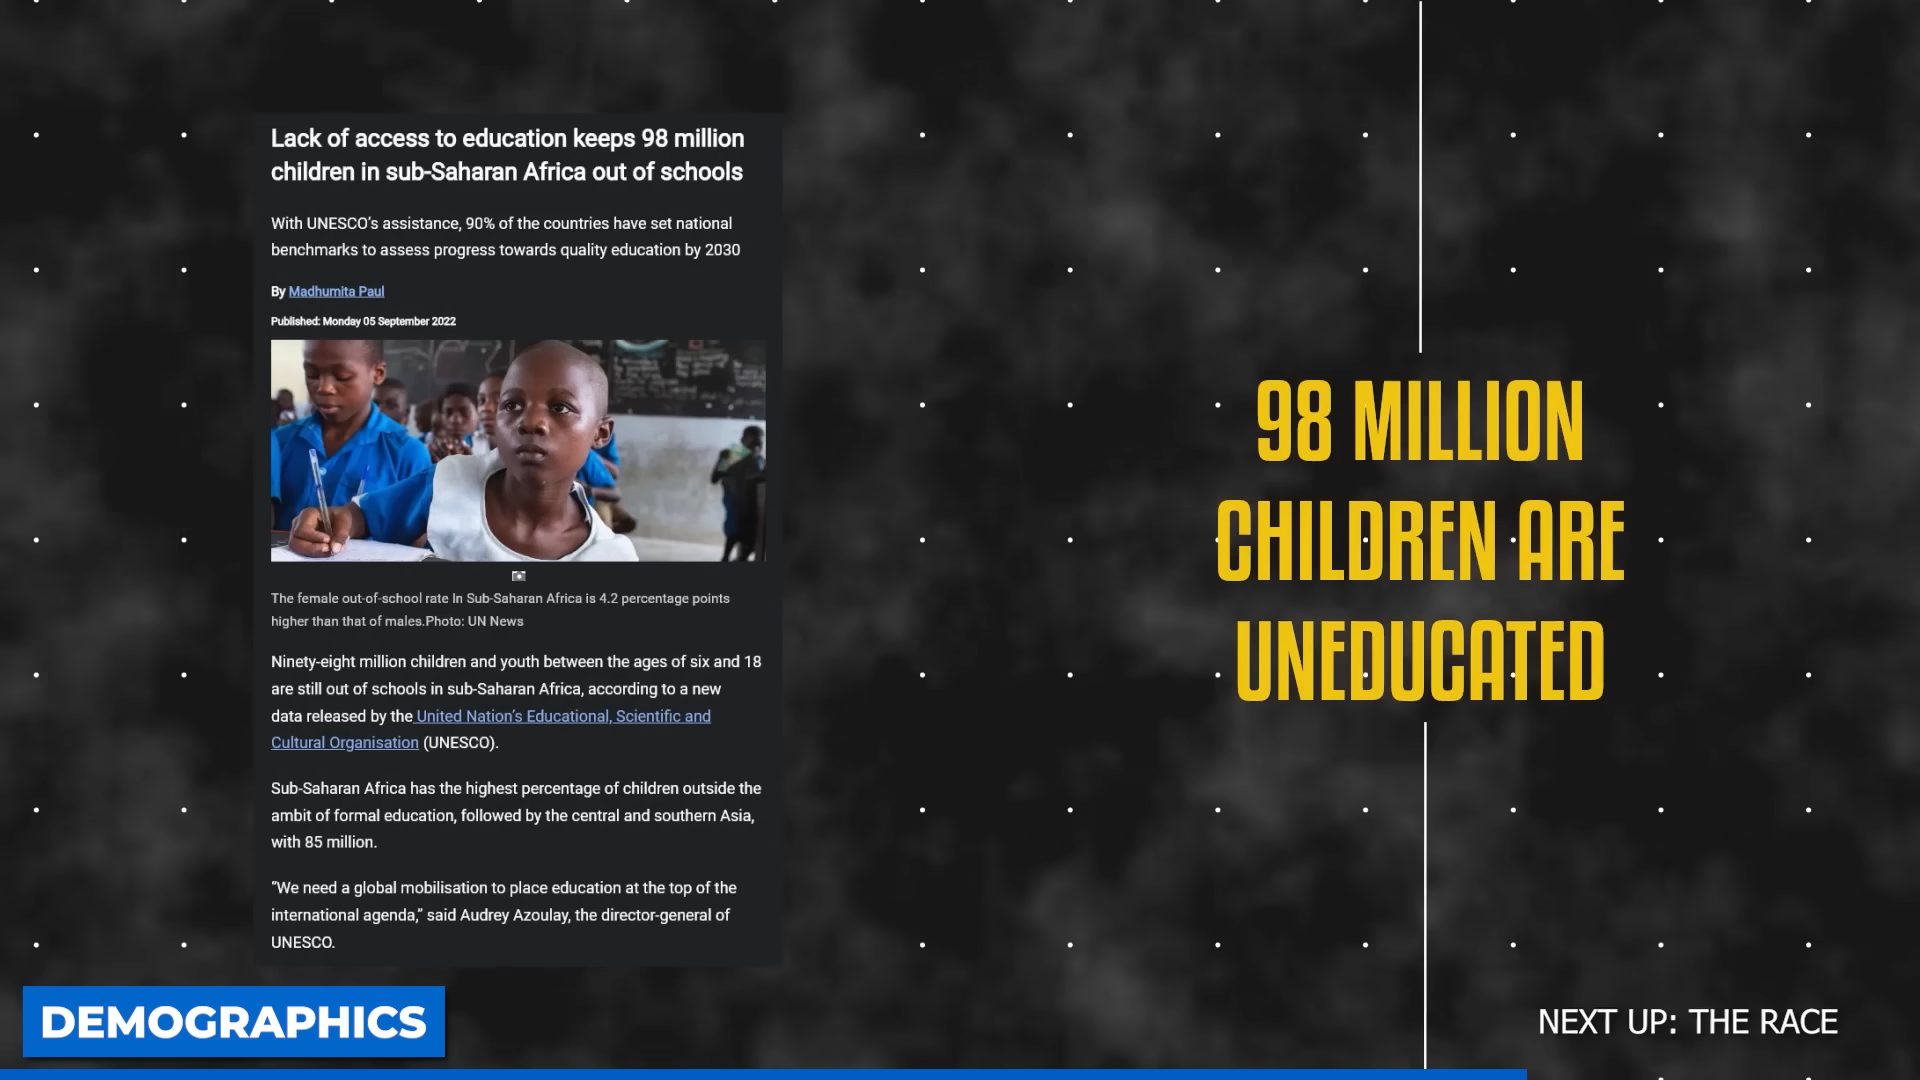 Lack of access to education keeps 98 million
children in sub-Saharan Africa out of schools
With UNESCO's assistance, 90% of the countries have set national
benchmarks to assess progress towards quality education by 2030
By Madhumita Paul
Published: Monday 05 September 2022
The female out-of-school rate In Sub-Saharan Africa is 4.2 percentage points
higher than that of males.Photo: UN News
Ninety-eight million children and youth between the ages of six and 18
are still out of schools in sub-Saharan Africa, according to a new
data released by the United Nation's Educational, Scientific and
Cultural Organisation (UNESCO).
Sub-Saharan Africa has the highest percentage of children outside the
ambit of formal education, followed by the central and southern Asia,
with 85 million.
"We need a global mobilisation to place education at the top of the
international agenda," said Audrey Azoulay, the director-general of
UNESCO.
98 MILLION
CHILDREN ARE
UNEDUCATED
DEMOGRAPHICS
NEXT UP: THE RACE